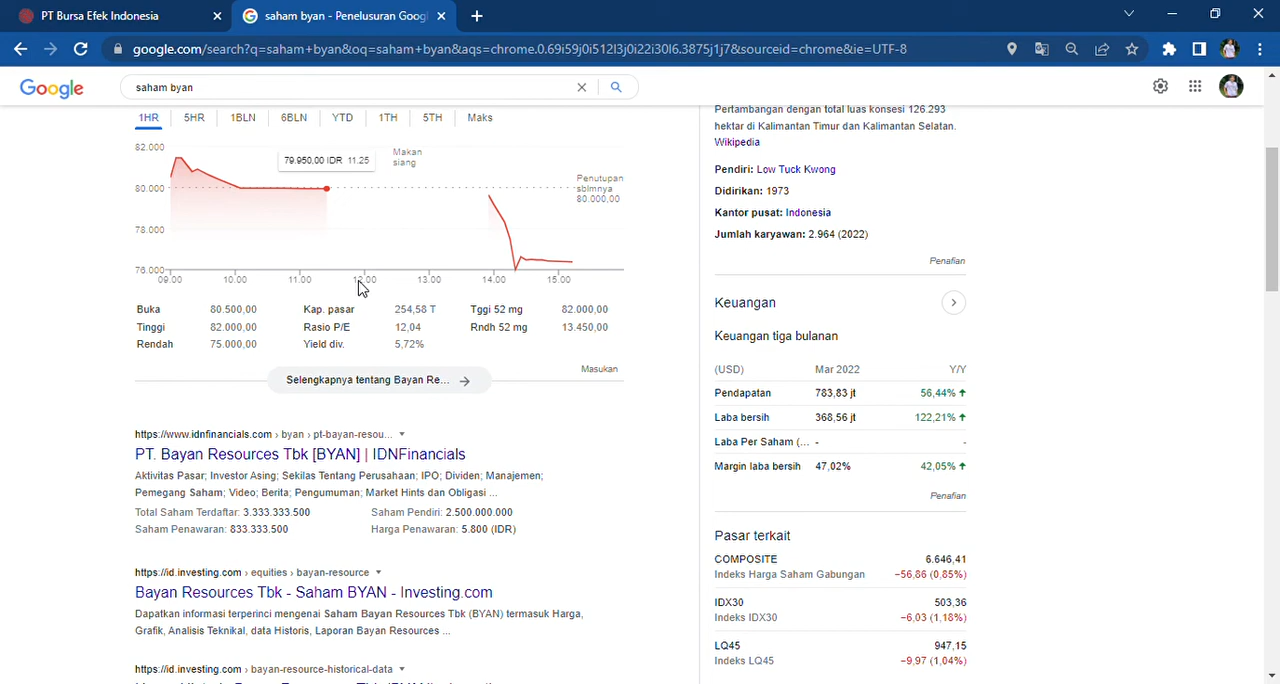 PT Bursa Efek Indonesia
saham byan - Penelusuran Googl
google.com/search?q=saham+byan&oq=saham+byan&aqs=chrome.0.69i59j0i512l3j0i22i30l6.3875j1j7&sourceid=chrome&ie=UTF-8
Google
saham byan
1HR 5HR 1BLN 6BLN YTD 1TH 5TH Maks
82.000
80.000
78.000
76.000
79.950,00 IDR 11.25
Makan
siang
Penutupan
sblmnya
80.000,00
09.00 10.00 11.00 12.00 13.00 14.00 15.00
Buka 80.500,00 Kap. pasar 254,58 T Tggi 52 mg 82.000,00
Tinggi 82.000,00 Rasio P/E 12,04 Rndh 52 mg 13.450,00
Rendah 75.000,00 Yield div. 5,72%
Masukan
Selengkapnya tentang Bayan Re...
https://www.idnfinancials.com › byan › pt-bayan-resou...
PT. Bayan Resources Tbk [BYAN] | IDNFinancials
Aktivitas Pasar; Investor Asing; Sekilas Tentang Perusahaan; IPO; Dividen; Manajemen;
Pemegang Saham; Video; Berita; Pengumuman; Market Hints dan Obligasi ...
Total Saham Terdaftar: 3.333.333.500 Saham Pendiri: 2.500.000.000
Saham Penawaran: 833.333.500 Harga Penawaran: 5.800 (IDR)
https://id.investing.com › equities › bayan-resource
Bayan Resources Tbk - Saham BYAN - Investing.com
Dapatkan informasi terperinci mengenai Saham Bayan Resources Tbk (BYAN) termasuk Harga,
Grafik, Analisis Teknikal, data Historis, Laporan Bayan Resources ...
https://id.investing.com › bayan-resource-historical-data
Pertambangan dengan total luas konsesi 126.293
hektar di Kalimantan Timur dan Kalimantan Selatan.
Wikipedia
Pendiri: Low Tuck Kwong
Didirikan: 1973
Kantor pusat: Indonesia
Jumlah karyawan: 2.964 (2022)
Penafian
Keuangan
Keuangan tiga bulanan
(USD) Mar 2022 Y/Y
Pendapatan 783,83 jt 56,44%
Laba bersih 368,56 jt 122,21%
Laba Per Saham (... - -
Margin laba bersih 47,02% 42,05%
Penafian
Pasar terkait
COMPOSITE 6.646,41
Indeks Harga Saham Gabungan −56,86 (0,85%)
IDX30 503,36
Indeks IDX30 −6,03 (1,18%)
LQ45 947,15
Indeks LQ45 −9,97 (1,04%)